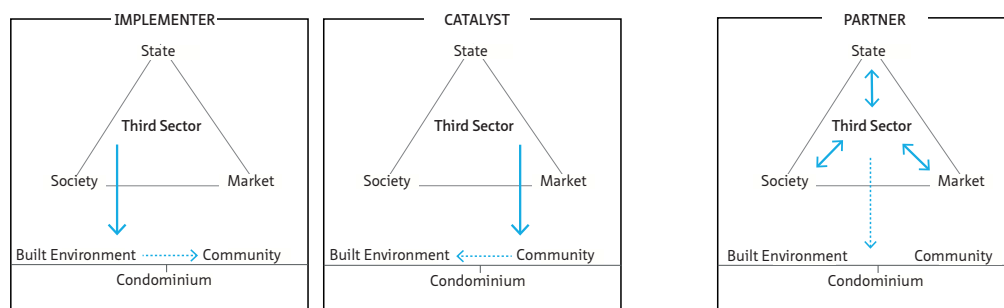 IMPLEMENTER
State
Third Sector
Society Market
Built Environment Community
Condominium
CATALYST
State
Third Sector
Society Market
Built Environment Community
Condominium
PARTNER
State
Third Sector
Society Market
Built Environment Community
Condominium